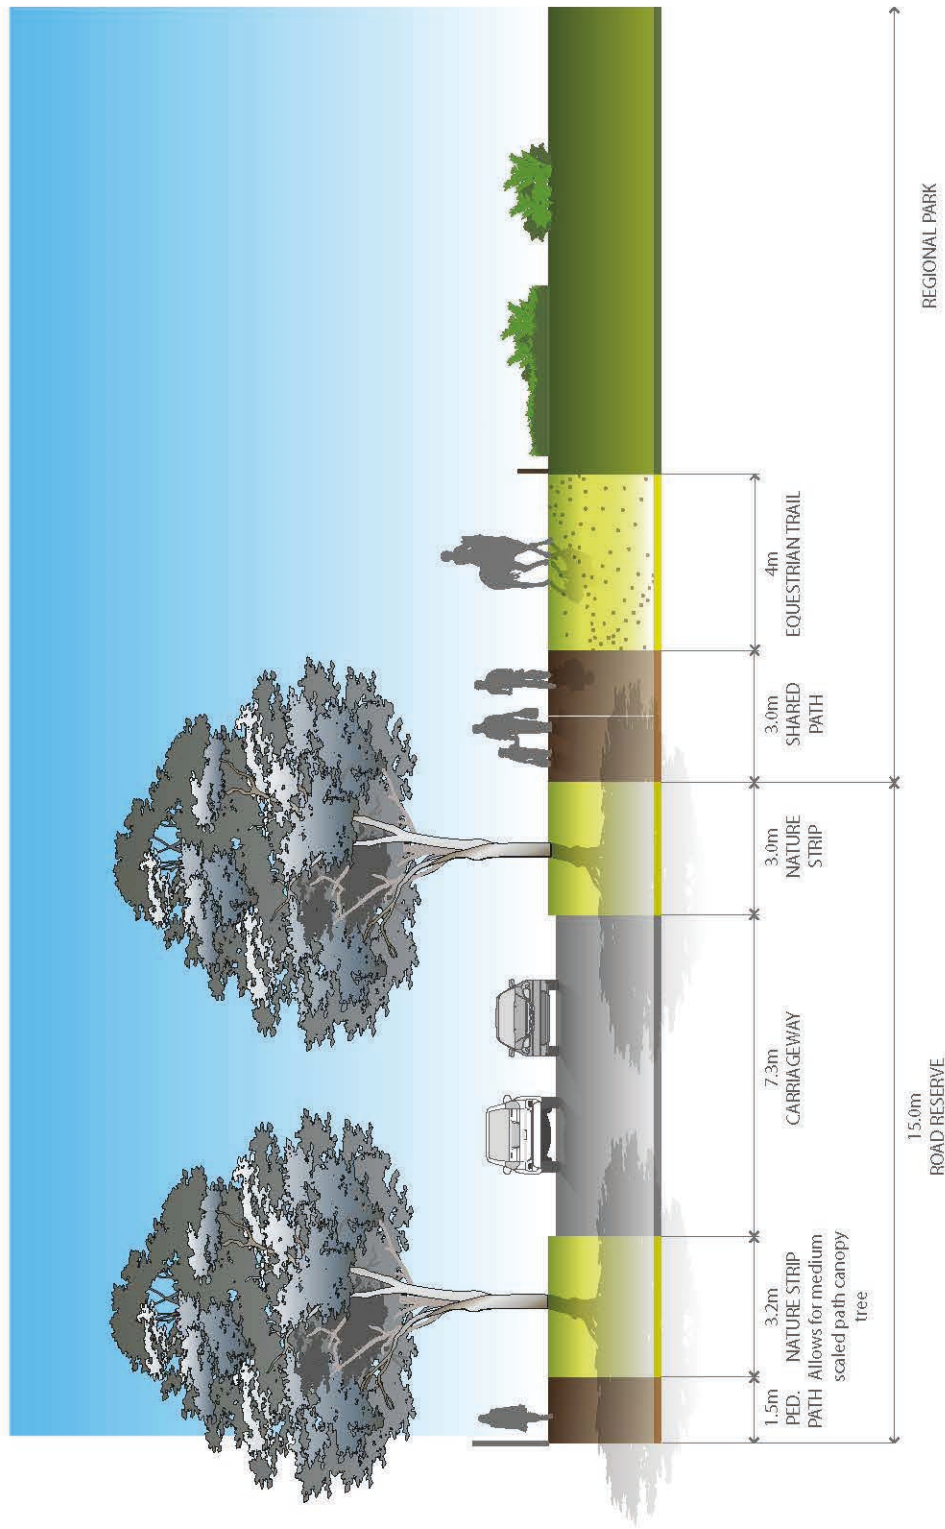 1.5m
PED.
PATH
3.2m
NATURE STRIP
Allows for medium
scaled path canopy
tree
7.3m
CARRIAGEWAY
3.0m
NATURE
STRIP
3.0m
SHARED
PATH
4m
EQUESTRIAN TRAIL
15.0m
ROAD RESERVE
REGIONAL PARK